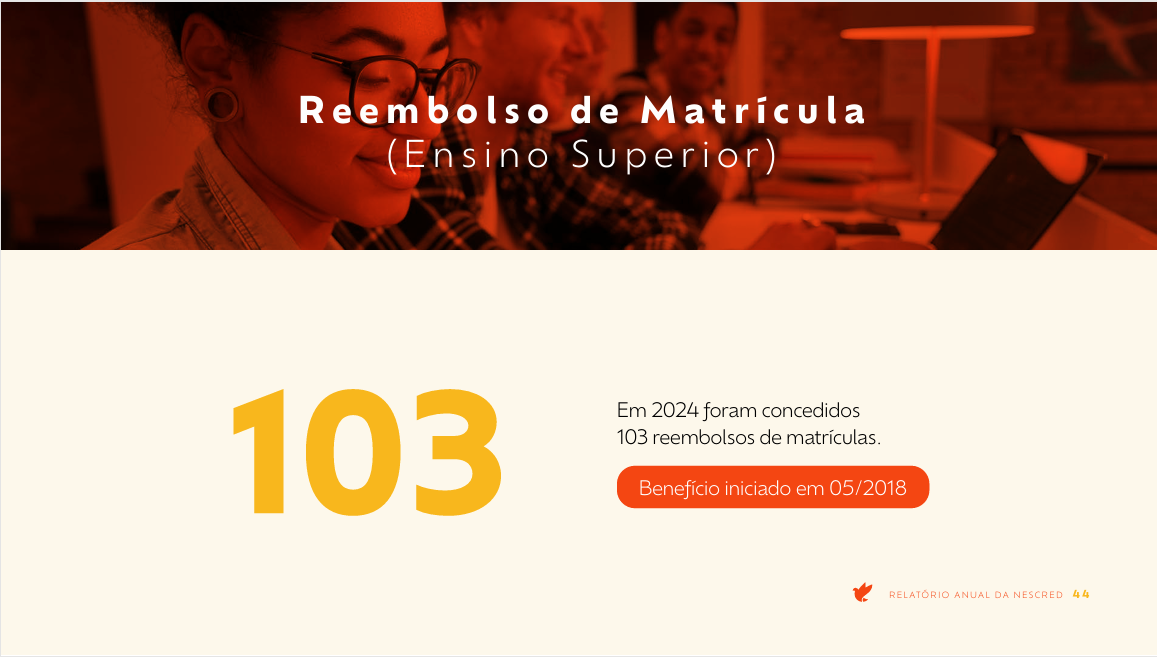 Reembolso de Matrícula
(Ensino Superior)
103
Em 2024 foram concedidos
103 reembolsos de matrículas.
Benefício iniciado em 05/2018
RELATÓRIO ANUAL DA NESCRED 44